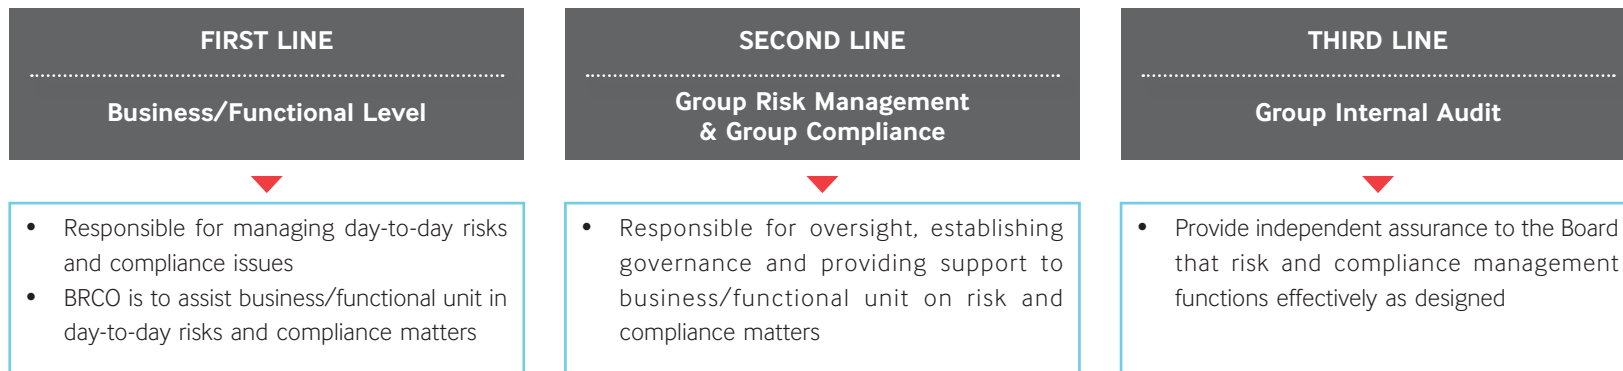 FIRST LINE
Business/Functional Level
• Responsible for managing day-to-day risks
and compliance issues
• BRCO is to assist business/functional unit in
day-to-day risks and compliance matters
SECOND LINE
Group Risk Management
& Group Compliance
• Responsible for oversight, establishing
governance and providing support to
business/functional unit on risk and
compliance matters
THIRD LINE
Group Internal Audit
• Provide independent assurance to the Board
that risk and compliance management
functions effectively as designed